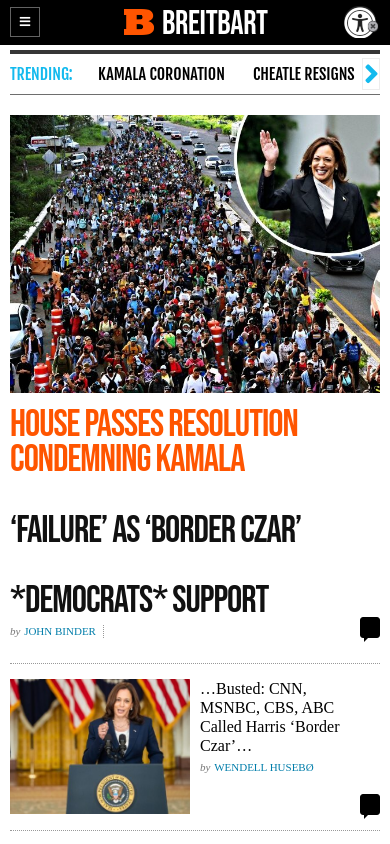 BREITBART
TRENDING:
KAMALA CORONATION
CHEATLE RESIGNS
HOUSE PASSES RESOLUTION
CONDEMNING KAMALA
‘FAILURE’ AS ‘BORDER CZAR’
*DEMOCRATS* SUPPORT
by JOHN BINDER
…Busted: CNN,
MSNBC, CBS, ABC
Called Harris ‘Border
Czar’…
by WENDELL HUSEBØ